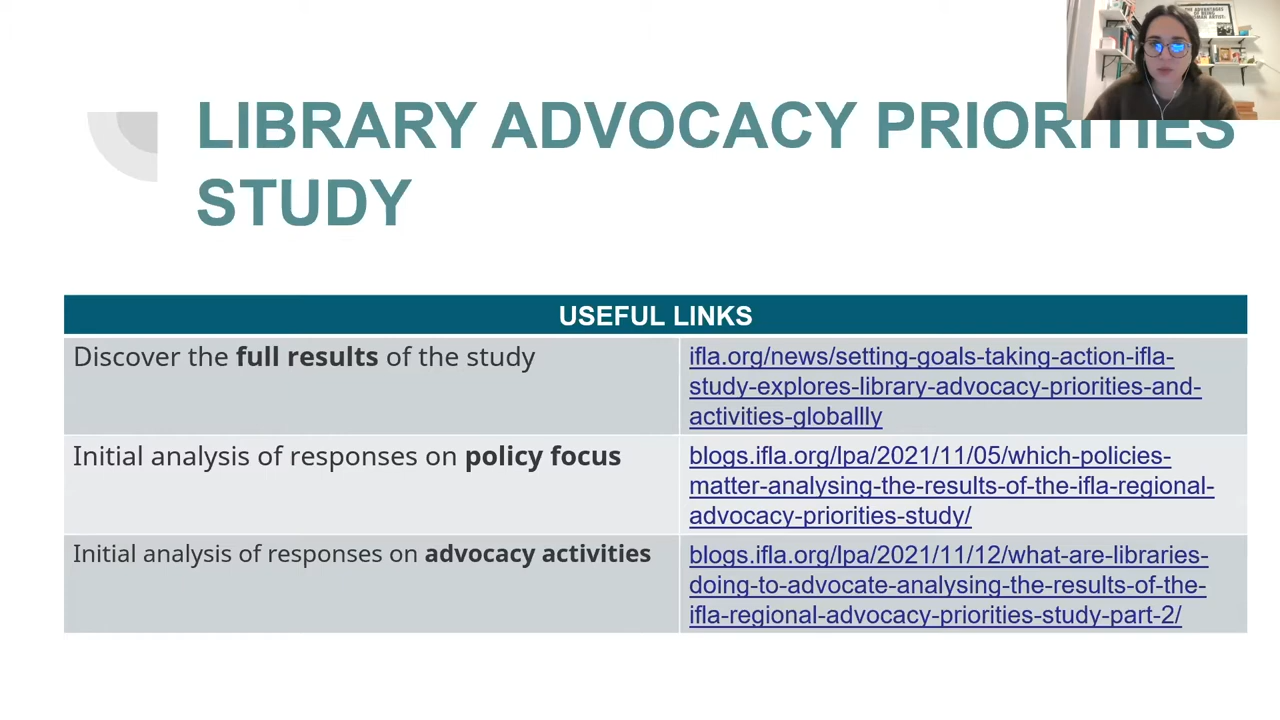 LIBRARY ADVOCACY PRIORITIES
STUDY
USEFUL LINKS
Discover the full results of the study
ifla.org/news/setting-goals-taking-action-ifla-
study-explores-library-advocacy-priorities-and-
activities-globallly
Initial analysis of responses on policy focus
blogs.ifla.org/lpa/2021/11/05/which-policies-
matter-analysing-the-results-of-the-ifla-regional-
advocacy-priorities-study/
Initial analysis of responses on advocacy activities
blogs.ifla.org/lpa/2021/11/12/what-are-libraries-
doing-to-advocate-analysing-the-results-of-the-
ifla-regional-advocacy-priorities-study-part-2/
THE ADVANTAGES
OF BEING